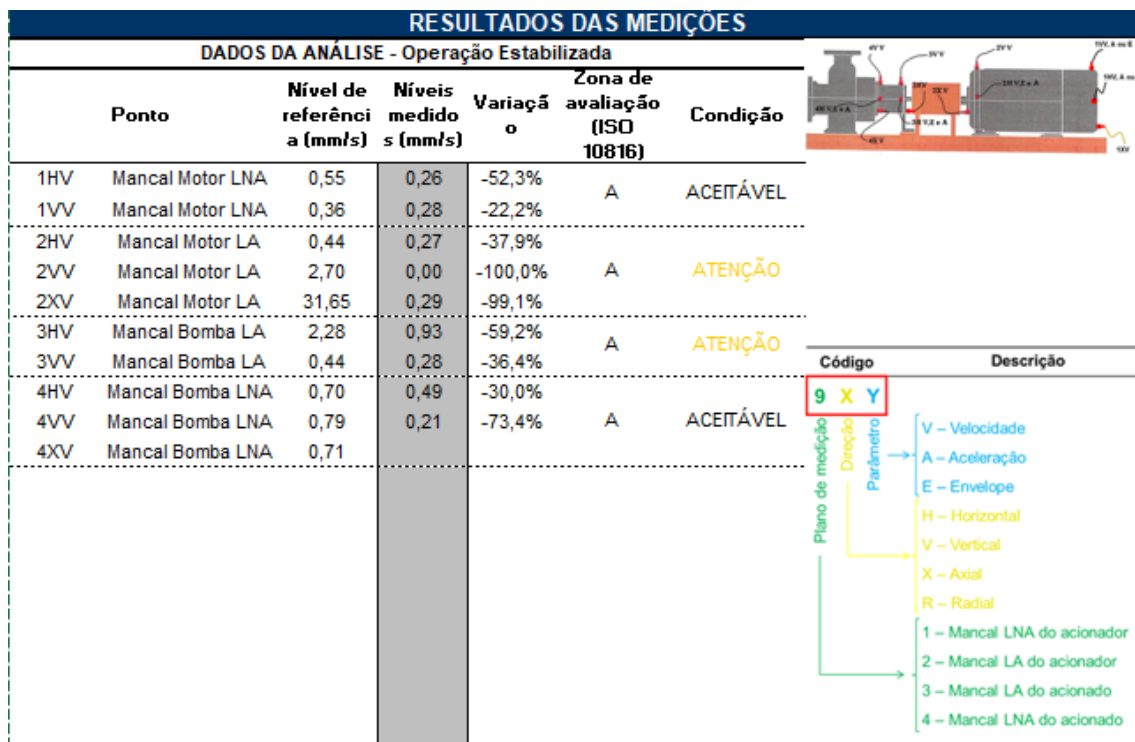 RESULTADOS DAS MEDIÇÕES
DADOS DA ANÁLISE - Operação Estabilizada
Ponto
Nível de
referênci
a (mm/s)
Níveis
medido
s (mm/s)
Variaçã
o
Zona de
avaliação
(ISO
10816)
Condição
1HV Mancal Motor LNA 0,55 0,26 -52,3%
A ACEITÁVEL
1VV Mancal Motor LNA 0,36 0,28 -22,2%
2HV Mancal Motor LA 0,44 0,27 -37,9%
2VV Mancal Motor LA 2,70 0,00 -100,0% A ATENÇÃO
2XV Mancal Motor LA 31,65 0,29 -99,1%
3HV Mancal Bomba LA 2,28 0,93 -59,2%
A ATENÇÃO
3VV Mancal Bomba LA 0,44 0,28 -36,4%
4HV Mancal Bomba LNA 0,70 0,49 -30,0%
4VV Mancal Bomba LNA 0,79 0,21 -73,4% A ACEITÁVEL
4XV Mancal Bomba LNA 0,71
4V V
3V V
2V V
Código Descrição
9 X Y
Plano de medição
Direção
Parâmetro
V – Velocidade
A – Aceleração
E – Envelope
H – Horizontal
V – Vertical
X – Axial
R – Radial
1 – Mancal LNA do acionador
2 – Mancal LA do acionador
3 – Mancal LA do acionado
4 – Mancal LNA do acionado